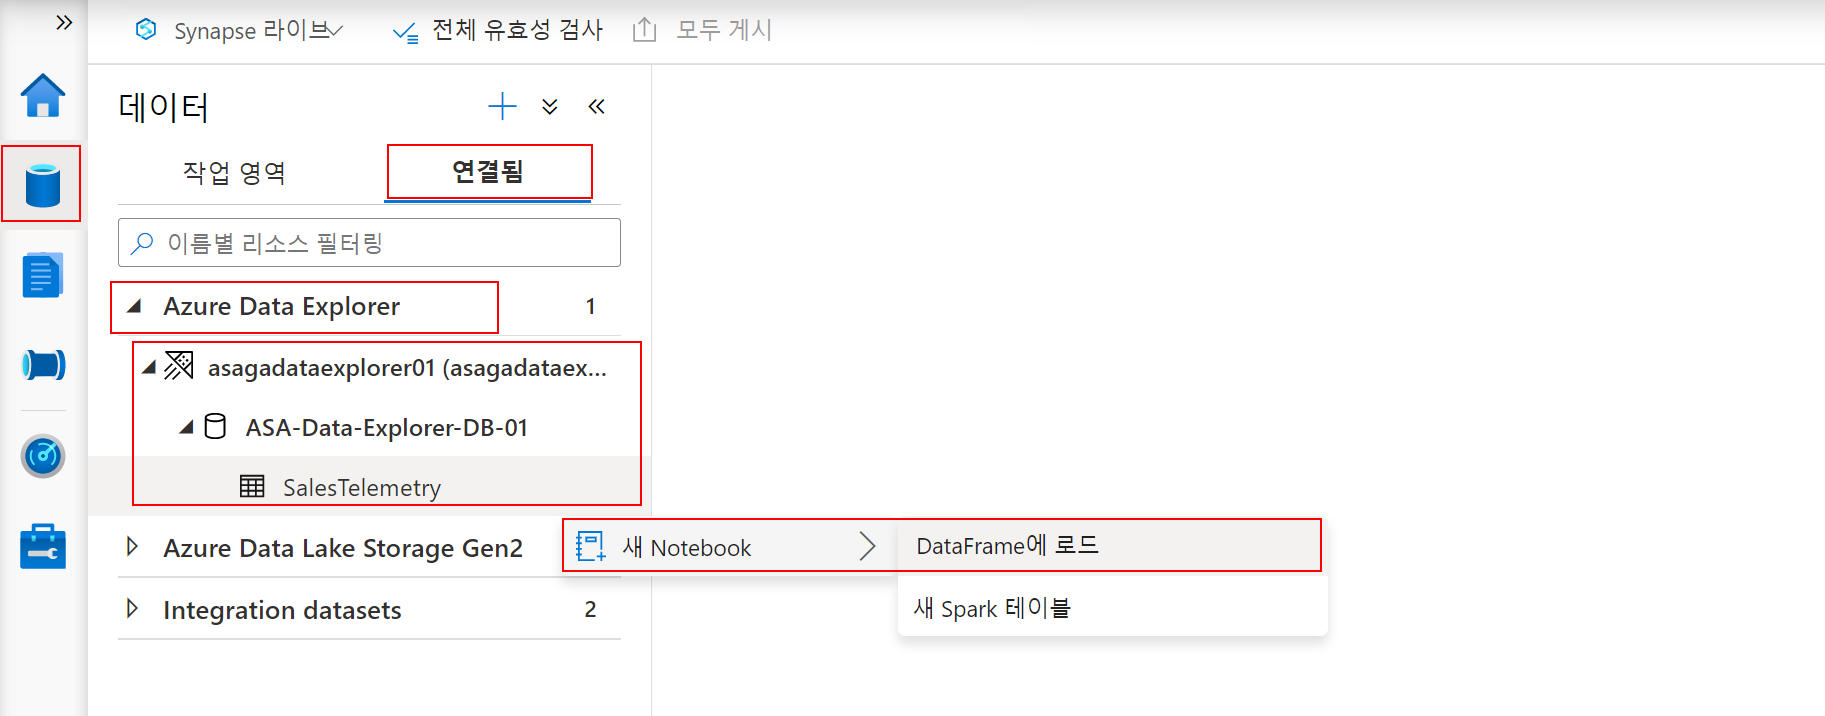 Synapse 라이브
전체 유효성 검사
모두 게시
데이터
작업 영역
연결됨
이름별 리소스 필터링
Azure Data Explorer 1
asagadataexplorer01 (asagadataex...
ASA-Data-Explorer-DB-01
SalesTelemetry
Azure Data Lake Storage Gen2
새 Notebook
DataFrame에 로드
새 Spark 테이블
Integration datasets 2